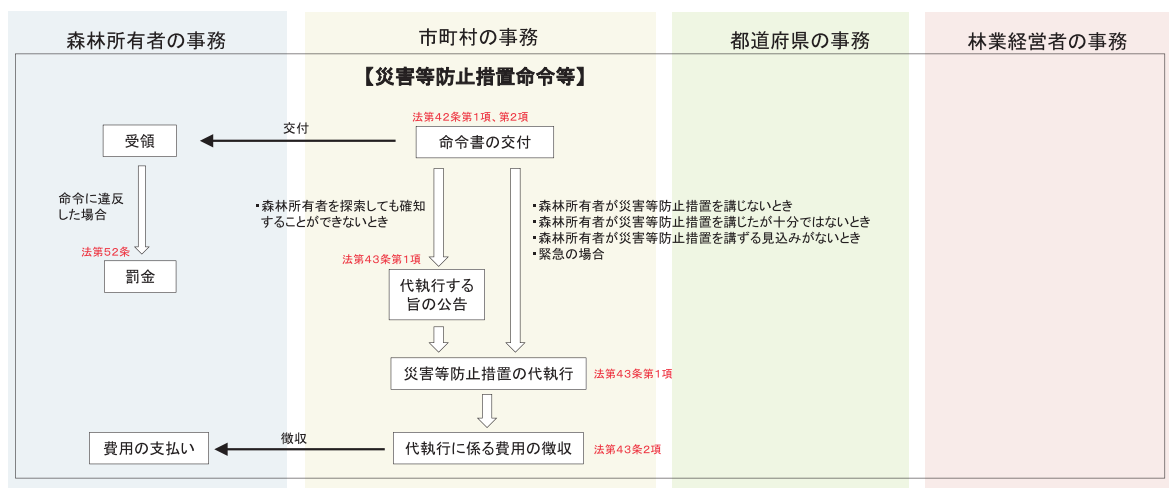 森林所有者の事務
市町村の事務
都道府県の事務
林業経営者の事務
【災害等防止措置命令等】
法第42条第1項、第2項
命令書の交付
交付
受領
命令に違反
した場合
・森林所有者を探索しても確知
することができないとき
・森林所有者が災害等防止措置を講じないとき
・森林所有者が災害等防止措置を講じたが十分ではないとき
・森林所有者が災害等防止措置を講ずる見込みがないとき
・緊急の場合
法第52条
罰金
法第43条第1項
代執行する
旨の公告
災害等防止措置の代執行
法第43条第1項
代執行に係る費用の徴収
法第43条2項
徴収
費用の支払い